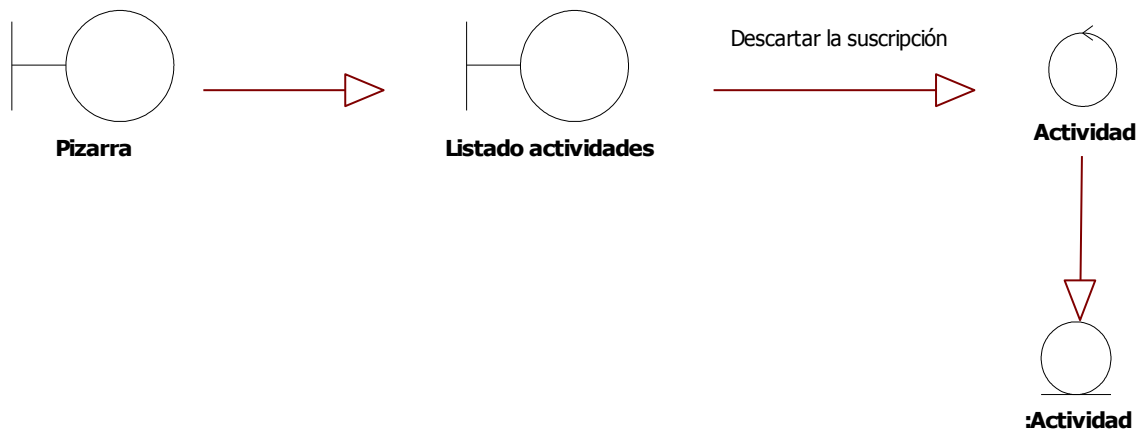 Descartar la suscripción
Pizarra
Listado actividades
Actividad
:Actividad